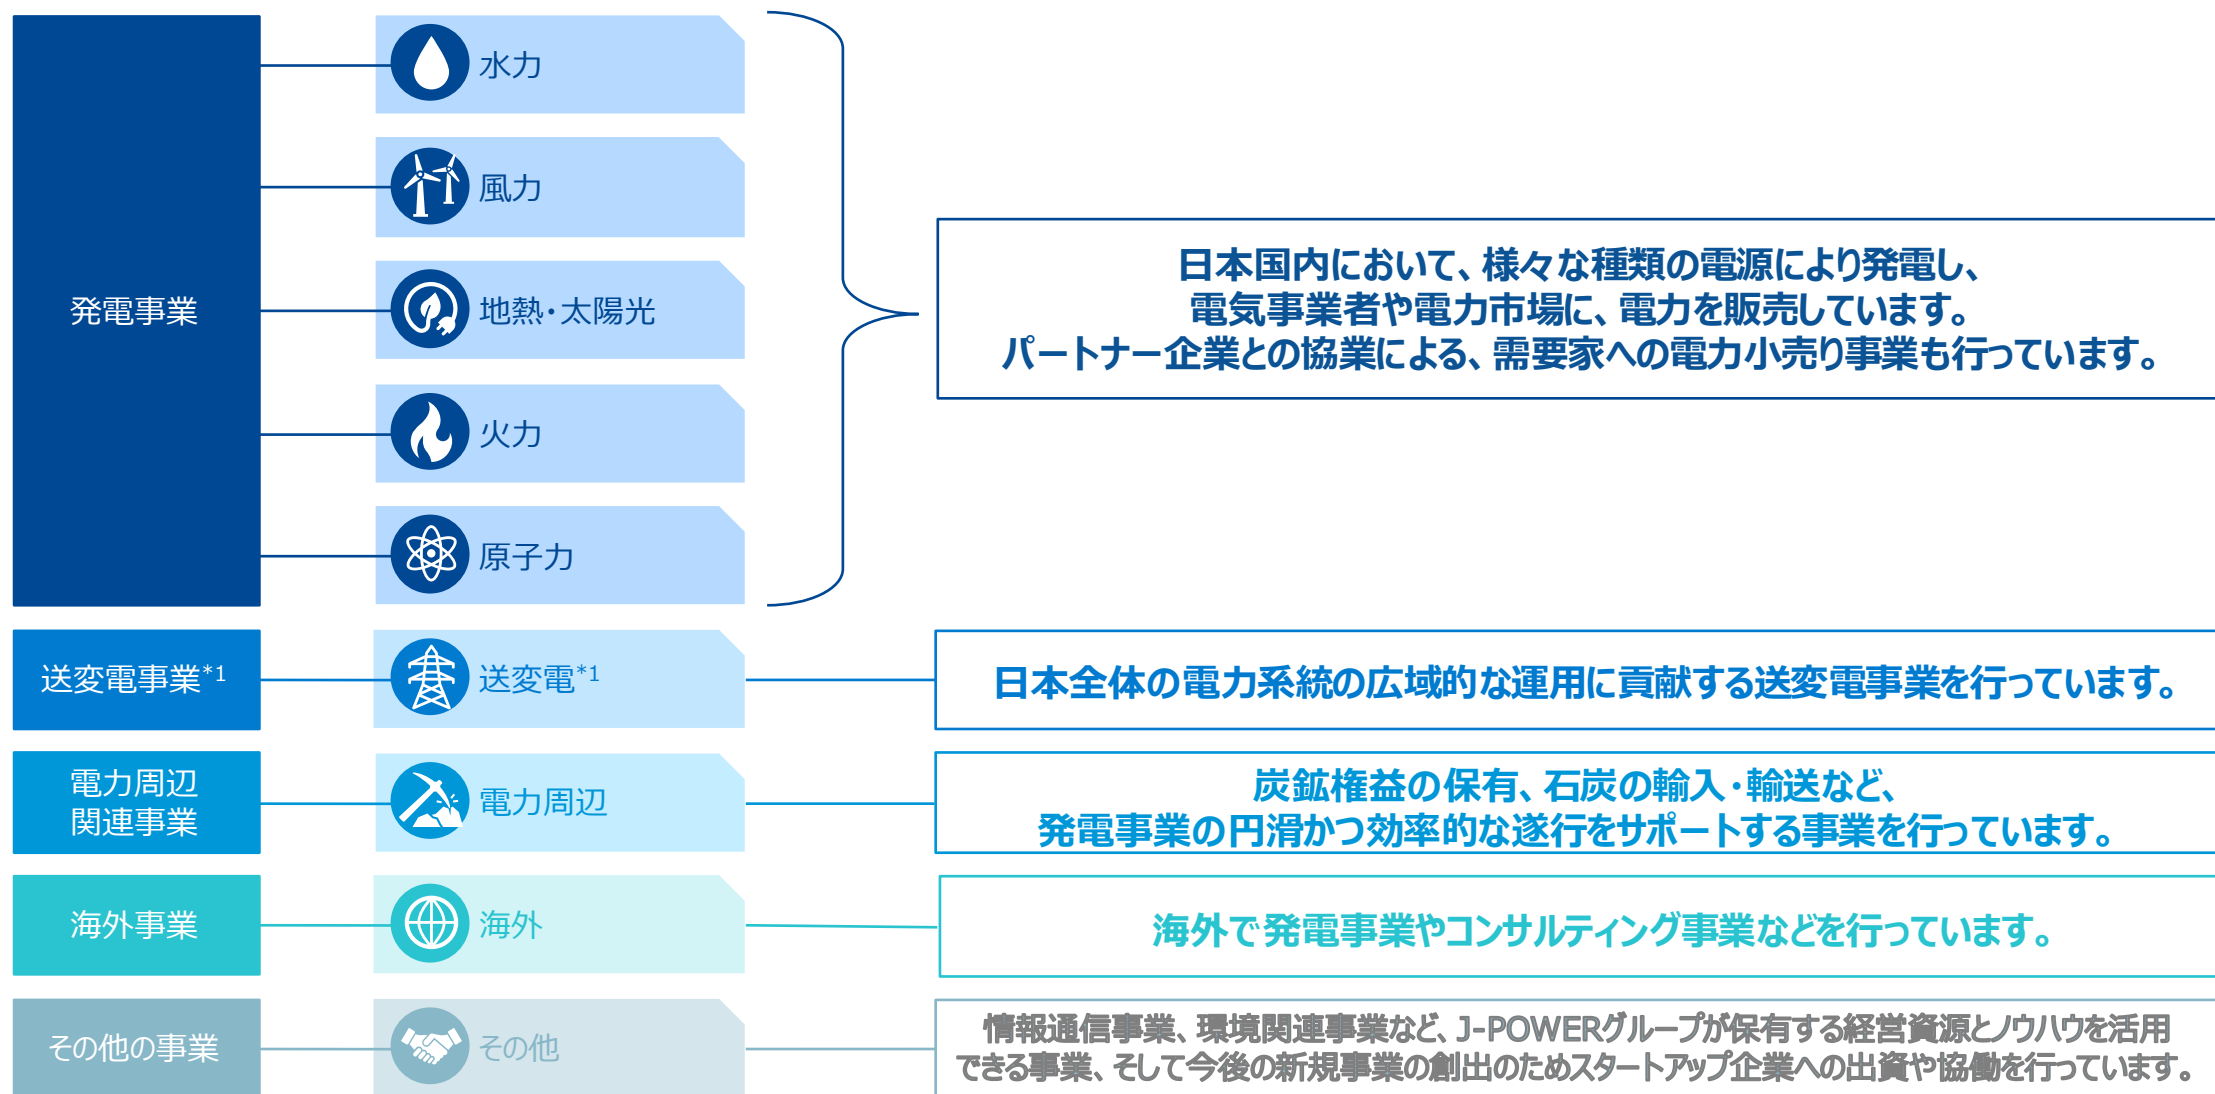 発電事業
水力
風力
地熱・太陽光
火力
原子力
日本国内において、様々な種類の電源により発電し、
電気事業者や電力市場に、電力を販売しています。
パートナー企業との協業による、需要家への電力小売り事業も行っています。
送変電事業*1
送変電*1
日本全体の電力系統の広域的な運用に貢献する送変電事業を行っています。
電力周辺
関連事業
電力周辺
炭鉱権益の保有、石炭の輸入・輸送など、
発電事業の円滑かつ効率的な遂行をサポートする事業を行っています。
海外事業
海外
海外で発電事業やコンサルティング事業などを行っています。
その他の事業
その他
情報通信事業、環境関連事業など、J-POWERグループが保有する経営資源とノウハウを活用
できる事業、そして今後の新規事業の創出のためスタートアップ企業への出資や協働を行っています。